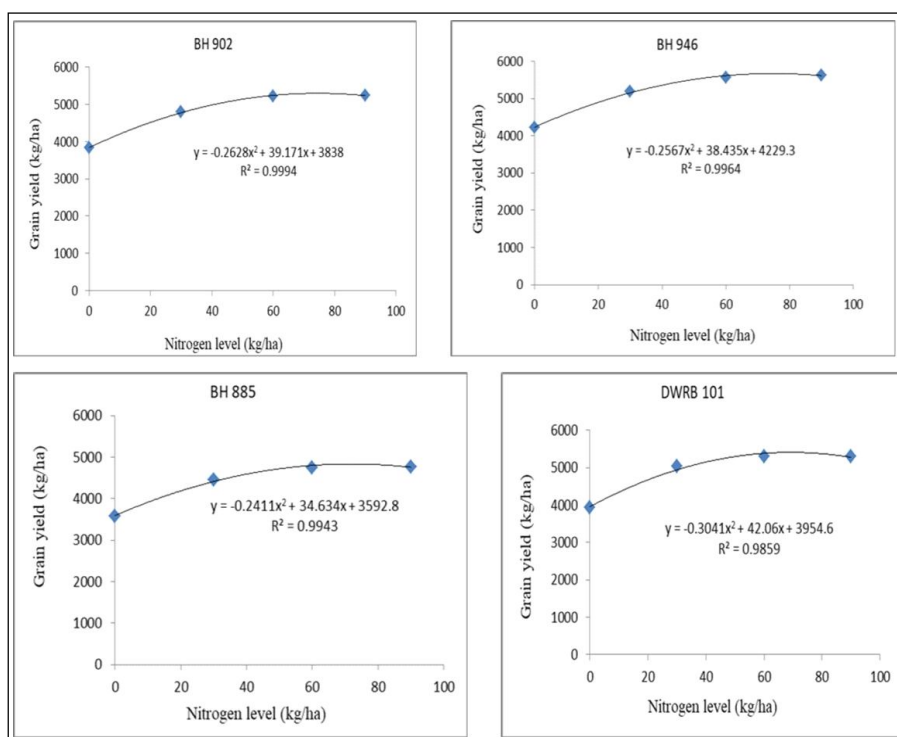 BH 902
6000
5000
4000
3000
2000
1000
0
Grain yield (kg/ha)
y = -0.2628x² + 39.171x + 3838
R² = 0.9994
0 20 40 60 80 100
Nitrogen level (kg/ha)
BH 946
6000
5000
4000
3000
2000
1000
0
Grain yield (kg/ha)
y = -0.2567x² + 38.435x + 4229.3
R² = 0.9964
0 20 40 60 80 100
Nitrogen level (kg/ha)
BH 885
6000
5000
4000
3000
2000
1000
0
Grain yield (kg/ha)
y = -0.2411x² + 34.634x + 3592.8
R² = 0.9943
0 20 40 60 80 100
Nitrogen level (kg/ha)
DWRB 101
6000
5000
4000
3000
2000
1000
0
Grain yield (kg/ha)
y = -0.3041x² + 42.06x + 3954.6
R² = 0.9859
0 20 40 60 80 100
Nitrogen level (kg/ha)